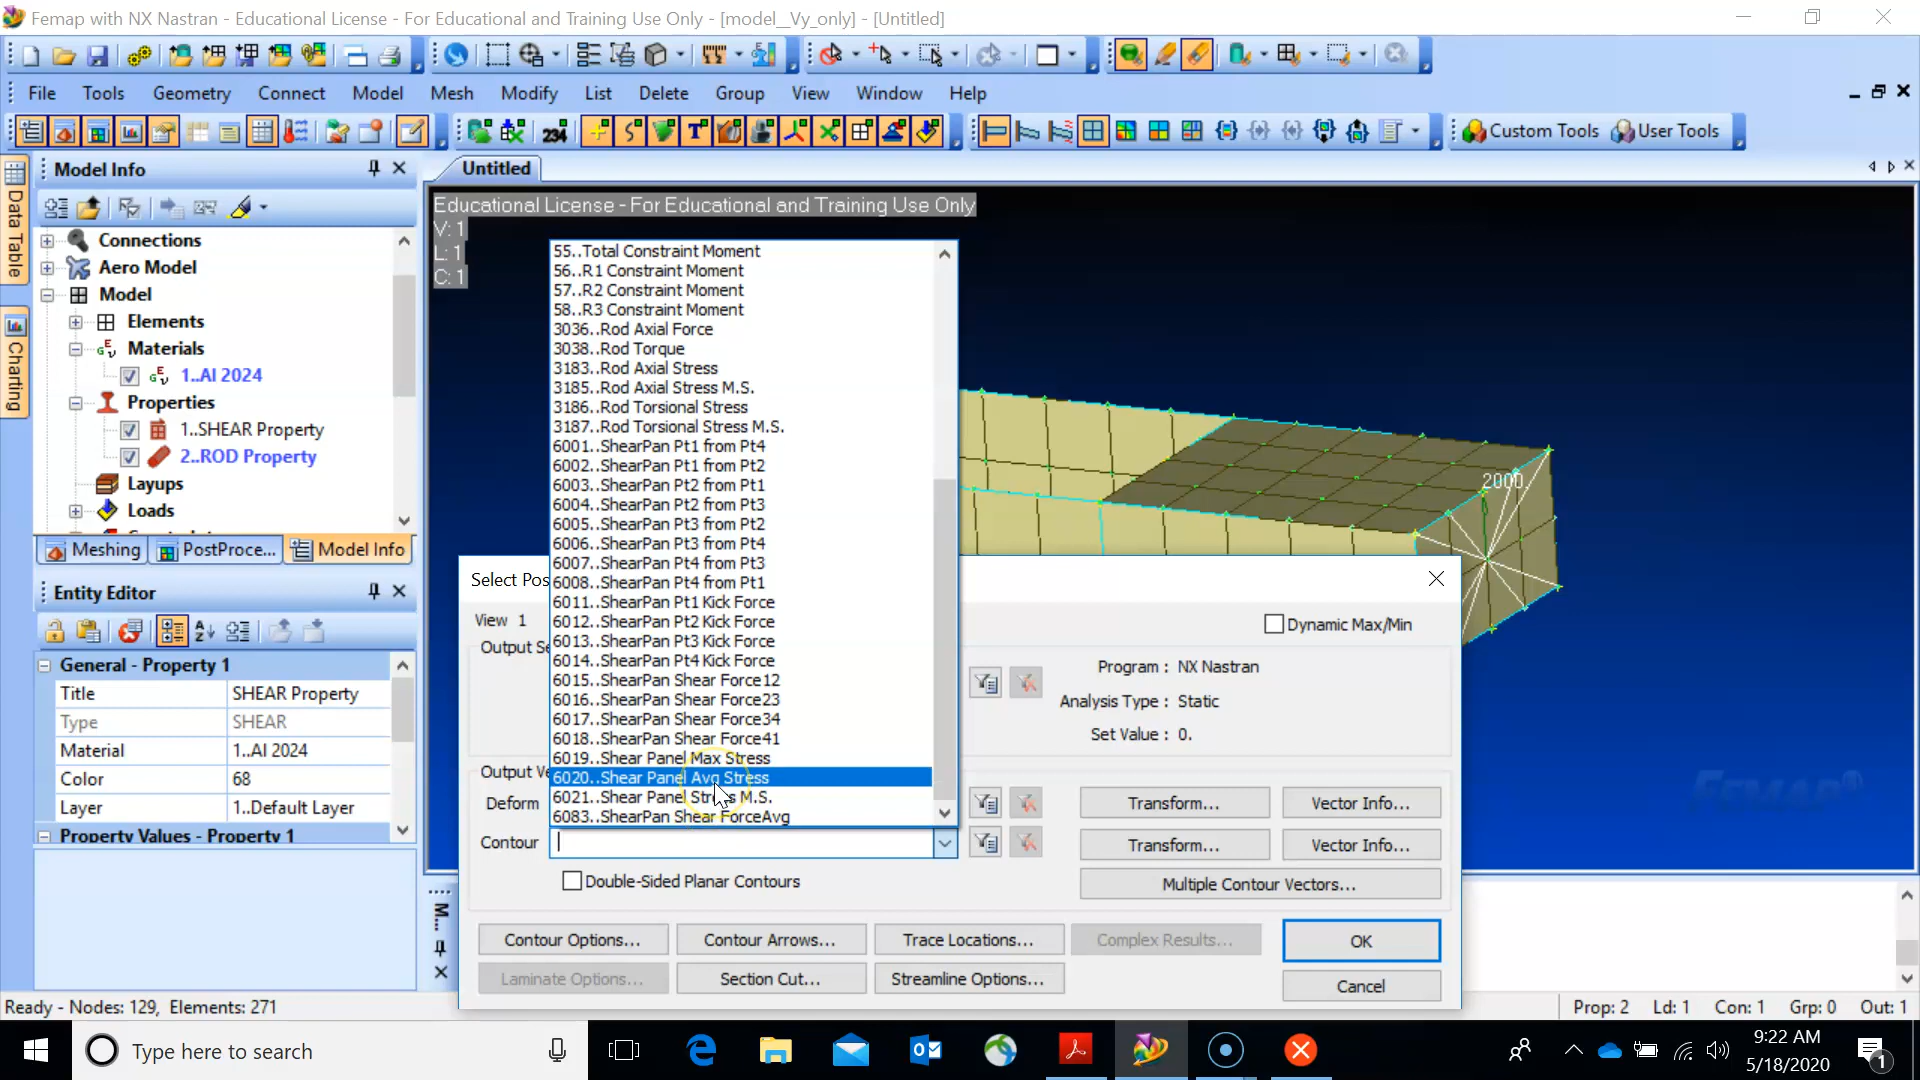 Femap with NX Nastran - Educational License - For Educational and Training Use Only - [model__Vy_only] - [Untitled]
File Tools Geometry Connect Model Mesh Modify List Delete Group View Window Help
234
Custom Tools User Tools
Model Info
Untitled
Data Table
Charting
Connections
Aero Model
Model
Elements
Materials
1..Al 2024
Properties
1..SHEAR Property
2..ROD Property
Layups
Loads
Meshing PostProce... Model Info
Entity Editor
General - Property 1
Title SHEAR Property
Type SHEAR
Material 1..Al 2024
Color 68
Layer 1..Default Layer
Property Values - Property 1
Educational License - For Educational and Training Use Only
V: 1
L: 1
C: 1
2000
55..Total Constraint Moment
56..R1 Constraint Moment
57..R2 Constraint Moment
58..R3 Constraint Moment
3036..Rod Axial Force
3038..Rod Torque
3183..Rod Axial Stress
3185..Rod Axial Stress M.S.
3186..Rod Torsional Stress
3187..Rod Torsional Stress M.S.
6001..ShearPan Pt1 from Pt4
6002..ShearPan Pt1 from Pt2
6003..ShearPan Pt2 from Pt1
6004..ShearPan Pt2 from Pt3
6005..ShearPan Pt3 from Pt2
6006..ShearPan Pt3 from Pt4
6007..ShearPan Pt4 from Pt3
6008..ShearPan Pt4 from Pt1
6011..ShearPan Pt1 Kick Force
6012..ShearPan Pt2 Kick Force
6013..ShearPan Pt3 Kick Force
6014..ShearPan Pt4 Kick Force
6015..ShearPan Shear Force12
6016..ShearPan Shear Force23
6017..ShearPan Shear Force34
6018..ShearPan Shear Force41
6019..Shear Panel Max Stress
6020..Shear Panel Avg Stress
6021..Shear Panel Stress M.S.
6083..ShearPan Shear ForceAvg
Select Pos
View 1
Dynamic Max/Min
Output Se
Program : NX Nastran
Analysis Type : Static
Set Value : 0.
Output Ve
Deform
Transform... Vector Info...
Contour
Transform... Vector Info...
Double-Sided Planar Contours
Multiple Contour Vectors...
Contour Options... Contour Arrows... Trace Locations... Complex Results... OK
Laminate Options... Section Cut... Streamline Options... Cancel
FEMAP
M...
Ready - Nodes: 129, Elements: 271
Prop: 2 Ld: 1 Con: 1 Grp: 0 Out: 1
Type here to search
9:22 AM
5/18/2020
1